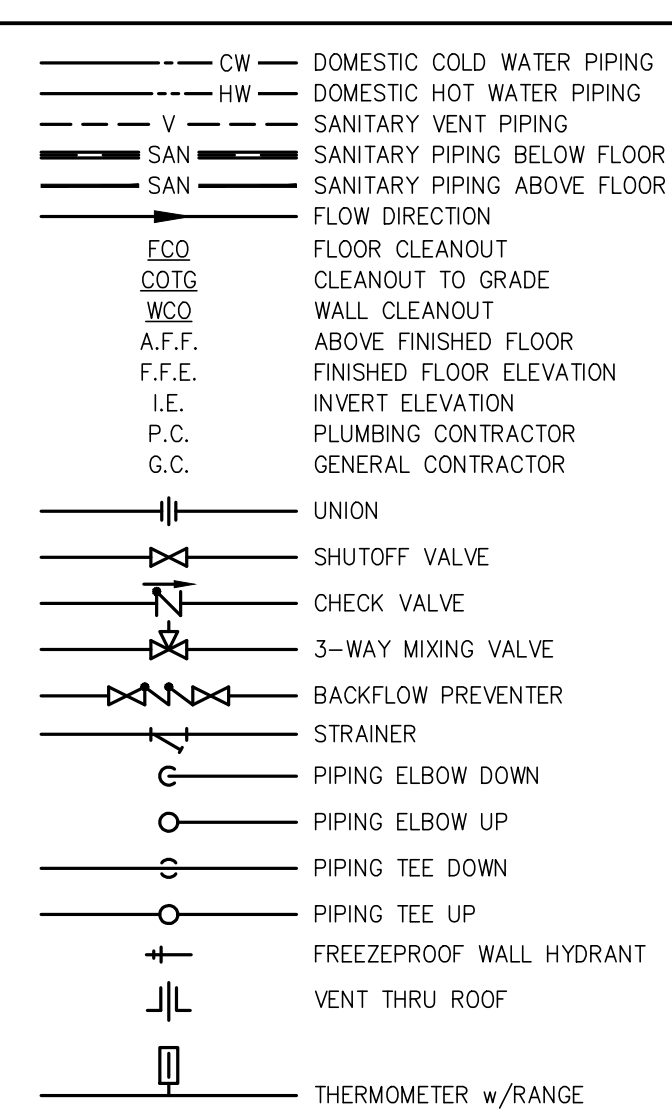 CW DOMESTIC COLD WATER PIPING
HW DOMESTIC HOT WATER PIPING
V SANITARY VENT PIPING
SAN SANITARY PIPING BELOW FLOOR
SAN SANITARY PIPING ABOVE FLOOR
FLOW DIRECTION
FCO FLOOR CLEANOUT
COTG CLEANOUT TO GRADE
WCO WALL CLEANOUT
A.F.F. ABOVE FINISHED FLOOR
F.F.E. FINISHED FLOOR ELEVATION
I.E. INVERT ELEVATION
P.C. PLUMBING CONTRACTOR
G.C. GENERAL CONTRACTOR
UNION
SHUTOFF VALVE
CHECK VALVE
3-WAY MIXING VALVE
BACKFLOW PREVENTER
STRAINER
PIPING ELBOW DOWN
PIPING ELBOW UP
PIPING TEE DOWN
PIPING TEE UP
FREEZEPROOF WALL HYDRANT
VENT THRU ROOF
THERMOMETER w/RANGE